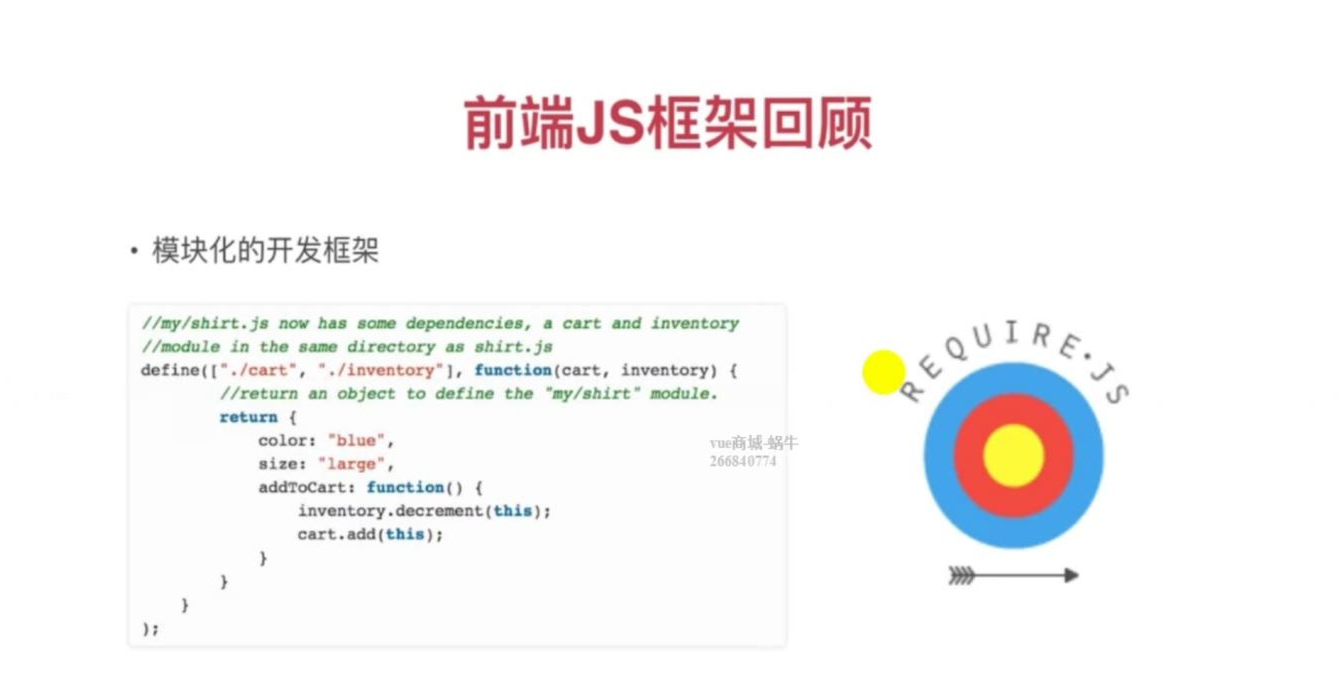 前端JS框架回顾
• 模块化的开发框架
//my/shirt.js now has some dependencies, a cart and inventory
//module in the same directory as shirt.js
define(["./cart", "./inventory"], function(cart, inventory) {
        //return an object to define the "my/shirt" module.
        return {
            color: "blue",
            size: "large",
            addToCart: function() {
                inventory.decrement(this);
                cart.add(this);
            }
        }
    }
);
REQUIRE·JS
vue商城-蜗牛
266840774